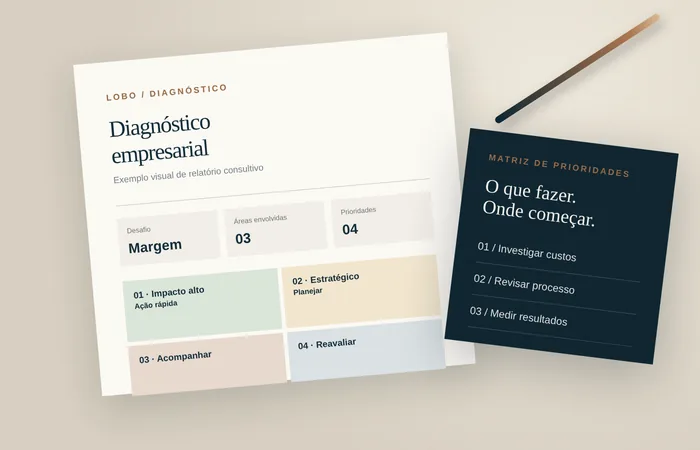 LOBO / DIAGNÓSTICO
Diagnóstico
empresarial
Exemplo visual de relatório consultivo
Desafio
Margem
Áreas envolvidas
03
Prioridades
04
01 · Impacto alto
Ação rápida
02 · Estratégico
Planejar
03 · Acompanhar
04 · Reavaliar
MATRIZ DE PRIORIDADES
O que fazer.
Onde começar.
01 / Investigar custos
02 / Revisar processo
03 / Medir resultados